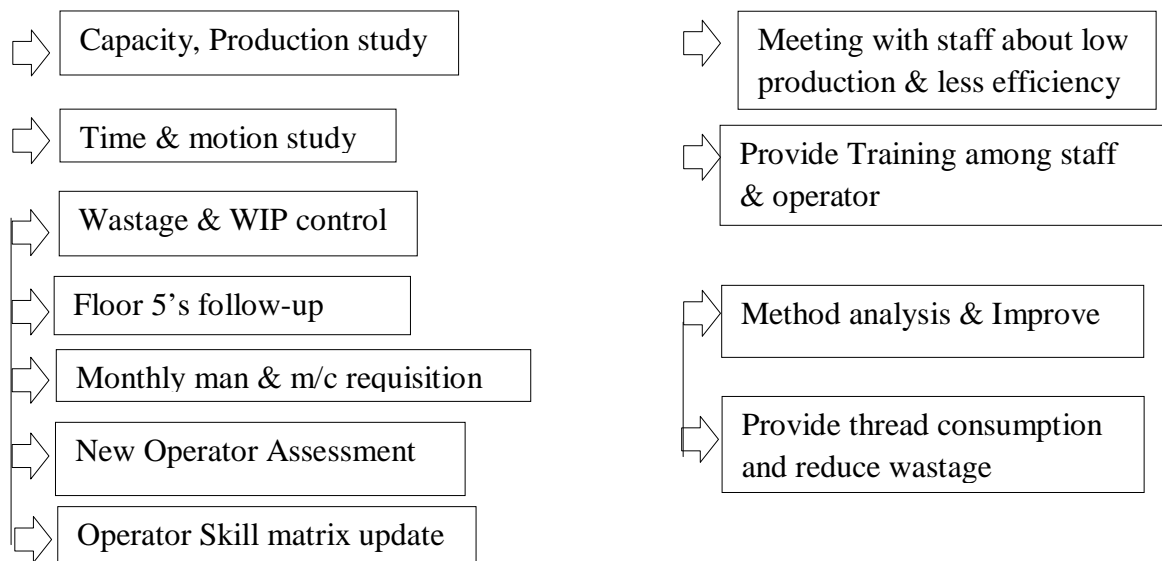 Capacity, Production study
Time & motion study
Wastage & WIP control
Floor 5’s follow-up
Monthly man & m/c requisition
New Operator Assessment
Operator Skill matrix update
Meeting with staff about low
production & less efficiency
Provide Training among staff
& operator
Method analysis & Improve
Provide thread consumption
and reduce wastage